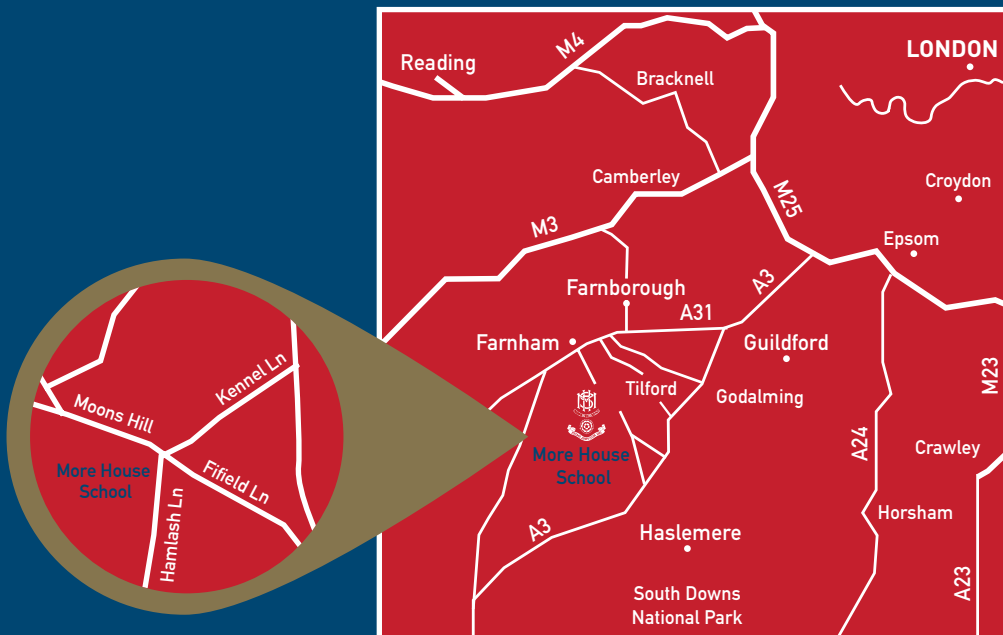 LONDON
M4
Reading
Bracknell
Camberley
M25
Croydon
M3
Epsom
A3
Farnborough
A31
Farnham
Guildford
Tilford
Godalming
M23
A24
Crawley
More House
School
A3
Horsham
Haslemere
A23
South Downs
National Park
Kennel Ln
Moons Hill
More House
School
Fifield Ln
Hamlash Ln